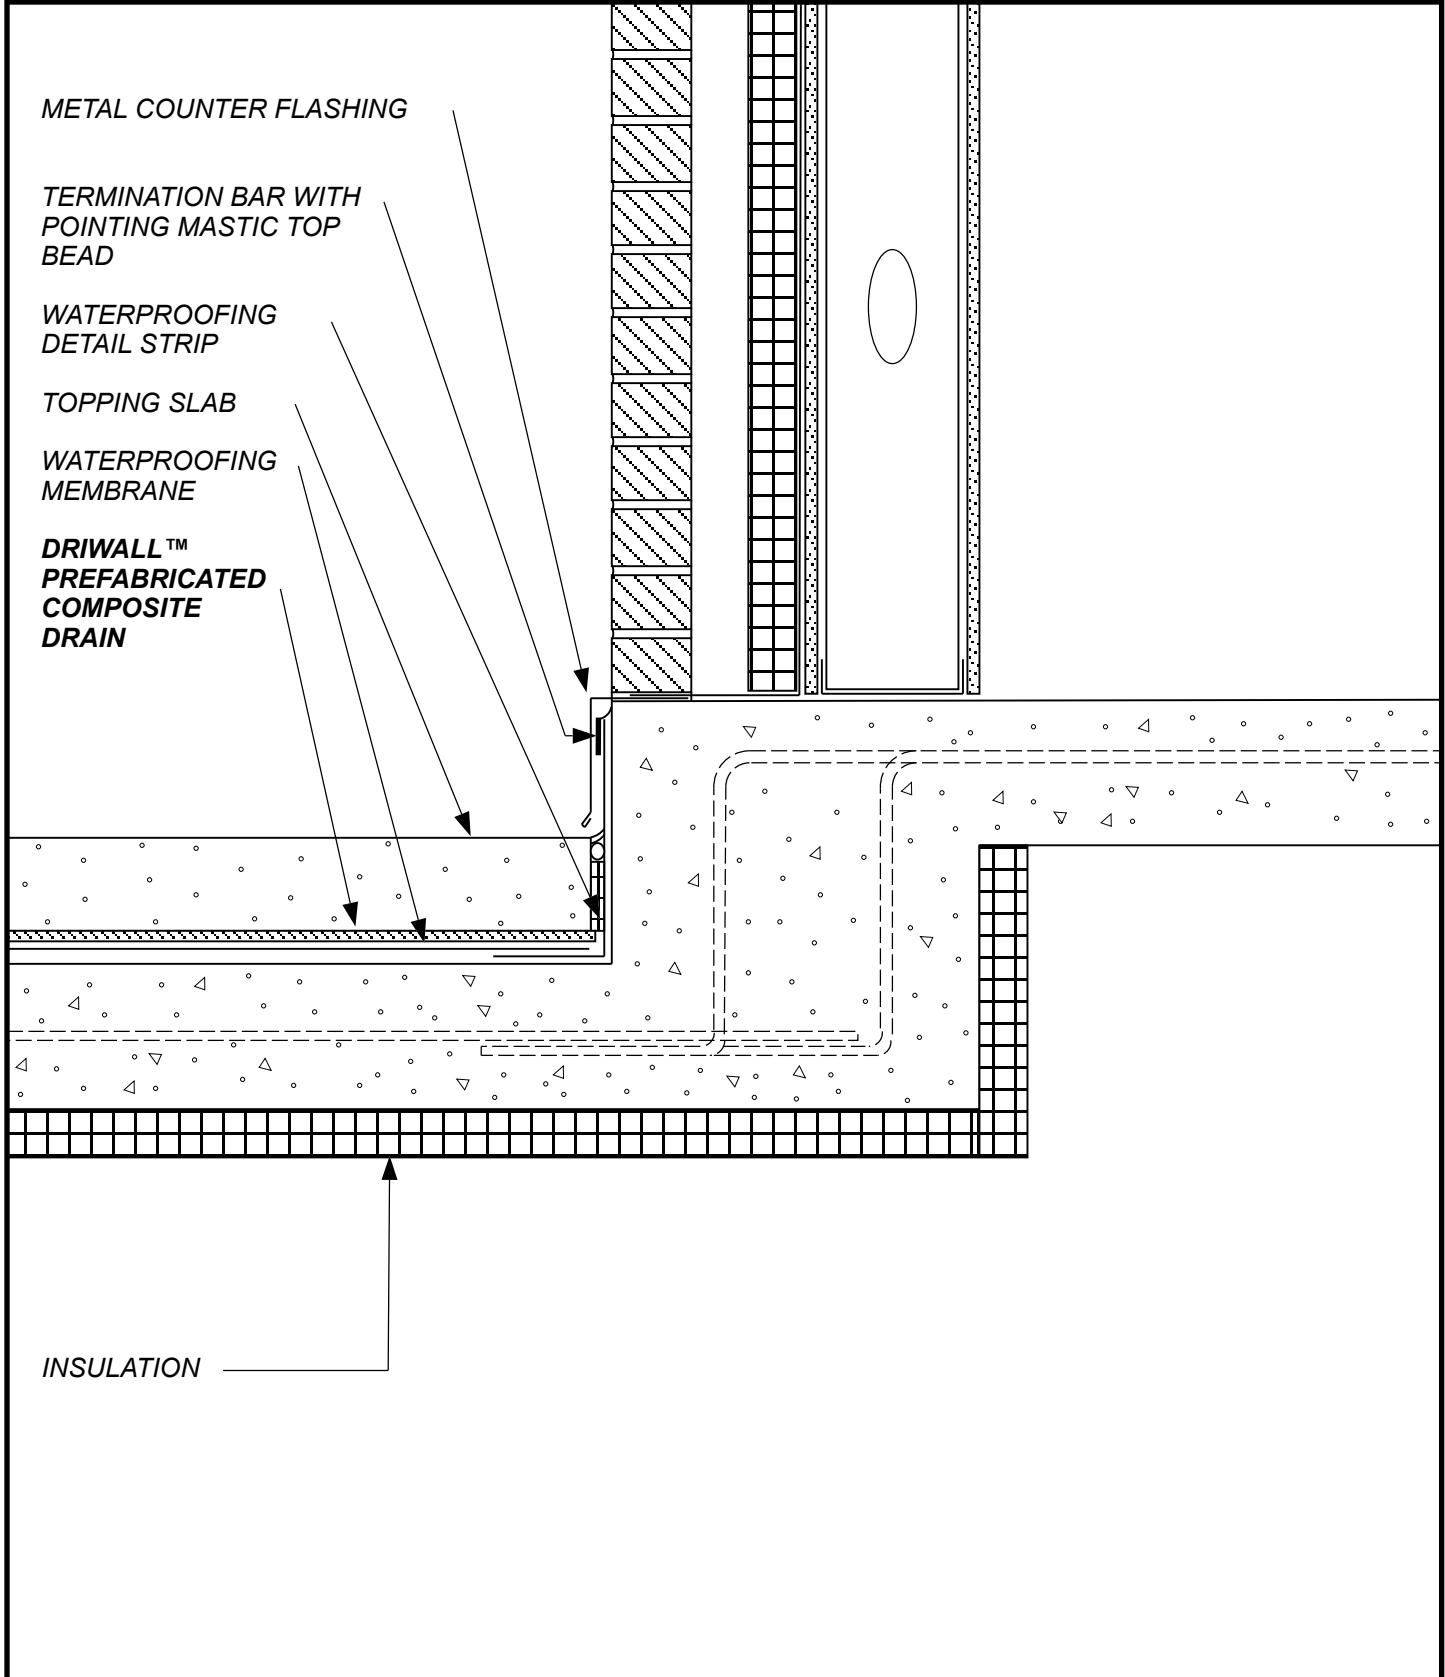 METAL COUNTER FLASHING
TERMINATION BAR WITH
POINTING MASTIC TOP
BEAD
WATERPROOFING
DETAIL STRIP
TOPPING SLAB
WATERPROOFING
MEMBRANE
DRIWALL™
PREFABRICATED
COMPOSITE
DRAIN
INSULATION